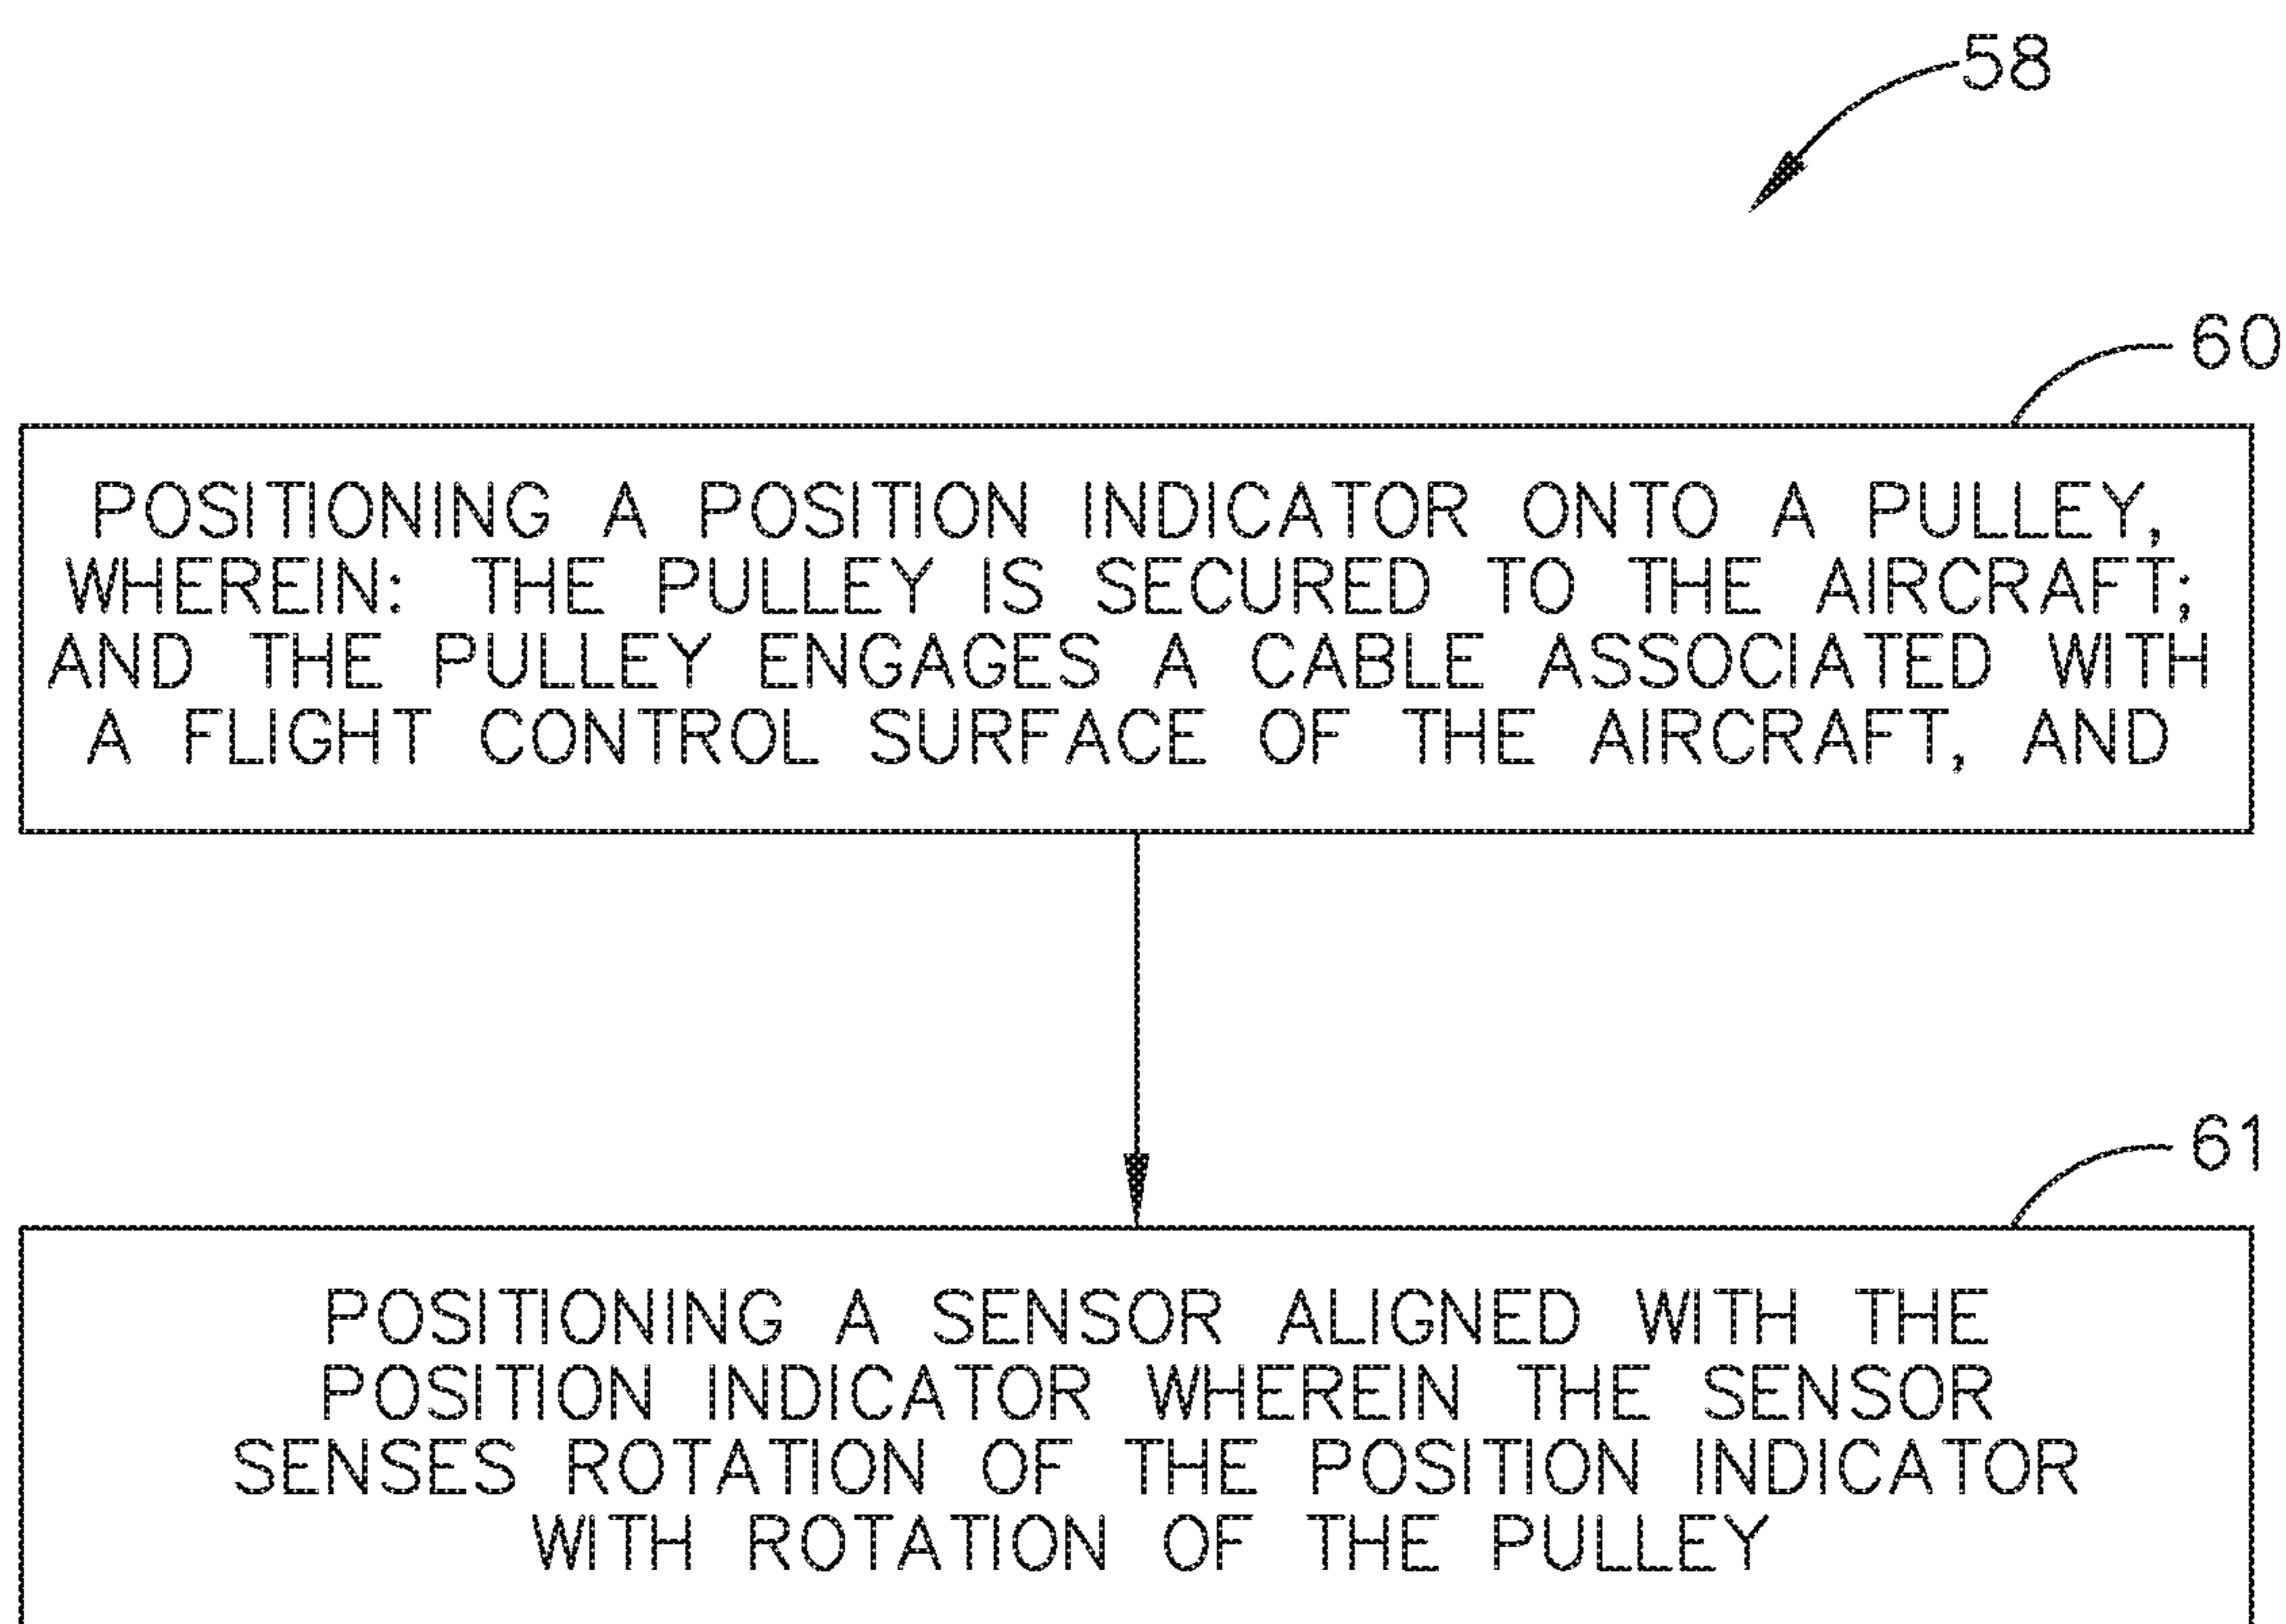 58
60
POSITIONING A POSITION INDICATOR ONTO A PULLEY,
WHEREIN: THE PULLEY IS SECURED TO THE AIRCRAFT;
AND THE PULLEY ENGAGES A CABLE ASSOCIATED WITH
A FLIGHT CONTROL SURFACE OF THE AIRCRAFT, AND
61
POSITIONING A SENSOR ALIGNED WITH THE
POSITION INDICATOR WHEREIN THE SENSOR
SENSES ROTATION OF THE POSITION INDICATOR
WITH ROTATION OF THE PULLEY